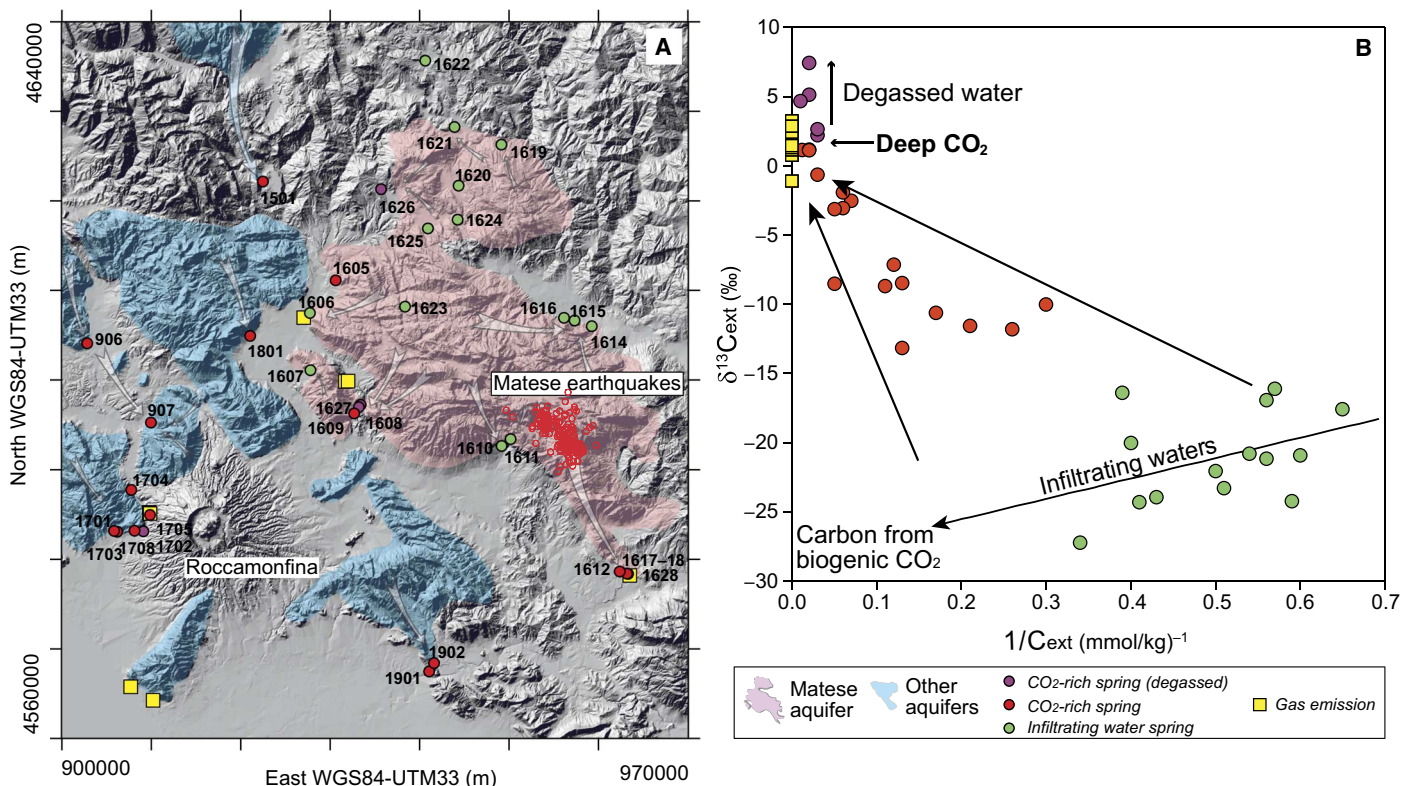 A
4640000
4560000
North WGS84-UTM33 (m)
900000
970000
East WGS84-UTM33 (m)
1622
1621
1619
1620
1501
1626
1624
1625
1605
1606
1623
1616
1615
1614
906
1801
1607
Matese earthquakes
1627
1608
1609
907
1610
1611
1704
1701
1705
1703
1708
1702
Roccamonfina
1617–18
1612
1628
1902
1901
B
10
5
0
−5
−10
−15
−20
−25
−30
δ¹³Cext (‰)
Degassed water
Deep CO₂
Infiltrating waters
Carbon from
biogenic CO₂
0.0
0.1
0.2
0.3
0.4
0.5
0.6
0.7
1/Cext (mmol/kg)⁻¹
Matese
aquifer
Other
aquifers
CO₂-rich spring (degassed)
CO₂-rich spring
Infiltrating water spring
Gas emission